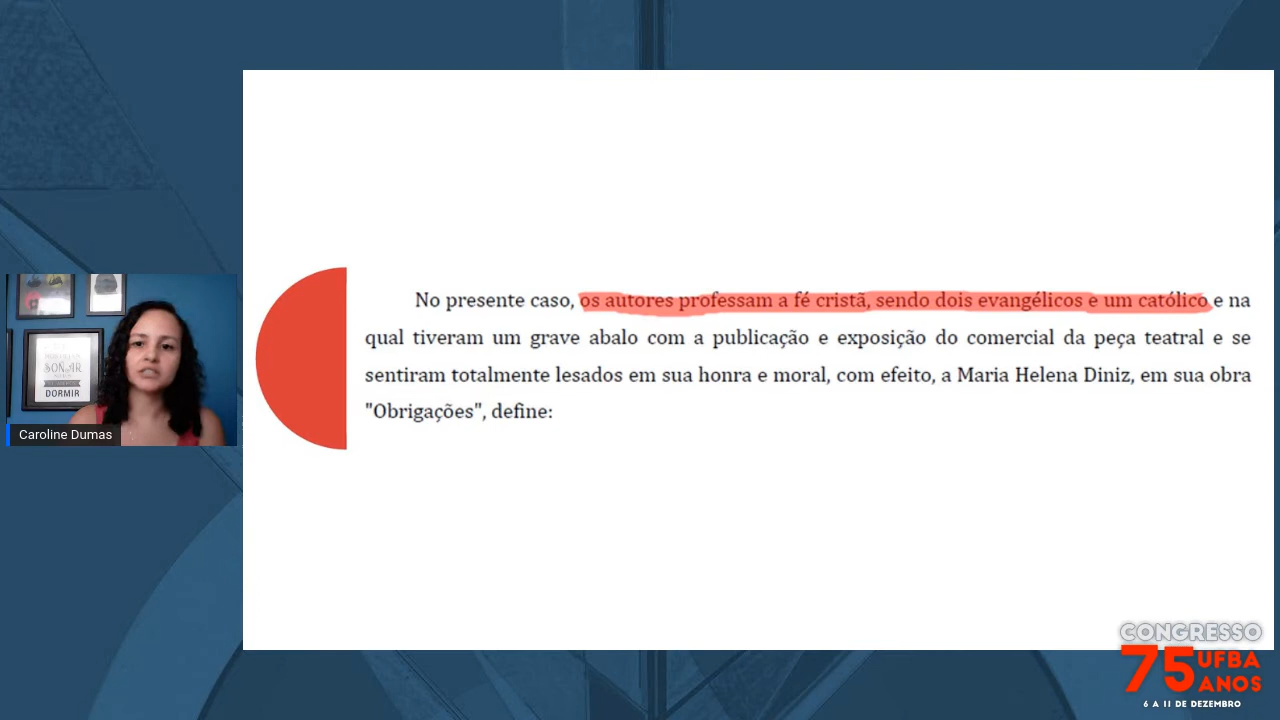 No presente caso, os autores professam a fé cristã, sendo dois evangélicos e um católico e na
qual tiveram um grave abalo com a publicação e exposição do comercial da peça teatral e se
sentiram totalmente lesados em sua honra e moral, com efeito, a Maria Helena Diniz, em sua obra
"Obrigações", define:
SOÑAR
DORMIR
Caroline Dumas
CONGRESSO
75 UFBA
ANOS
6 A 11 DE DEZEMBRO